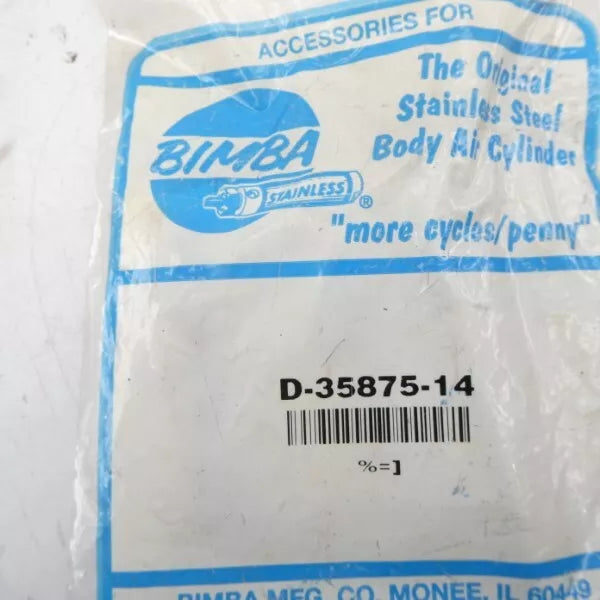 ACCESSORIES FOR
BIMBA
STAINLESS®
The Original
Stainless Steel
Body Air Cylinder
"more cycles/penny"
D-35875-14
%=]
BIMBA MFG. CO. MONEE, IL 60449